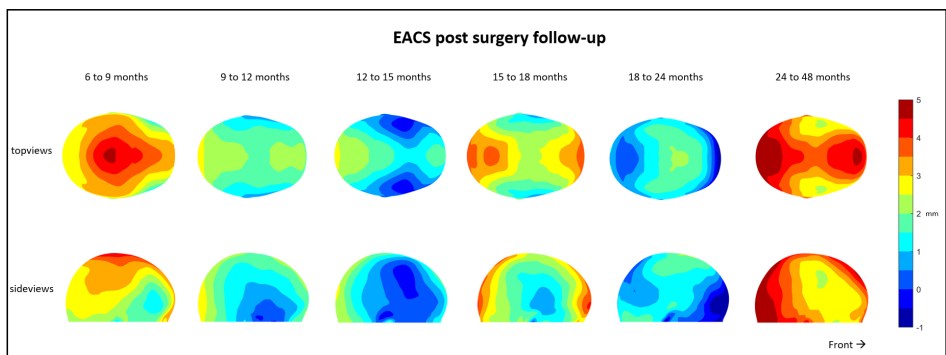 EACS post surgery follow-up
6 to 9 months 9 to 12 months 12 to 15 months 15 to 18 months 18 to 24 months 24 to 48 months
topviews
sideviews
5
4
3
2 mm
1
0
-1
Front →